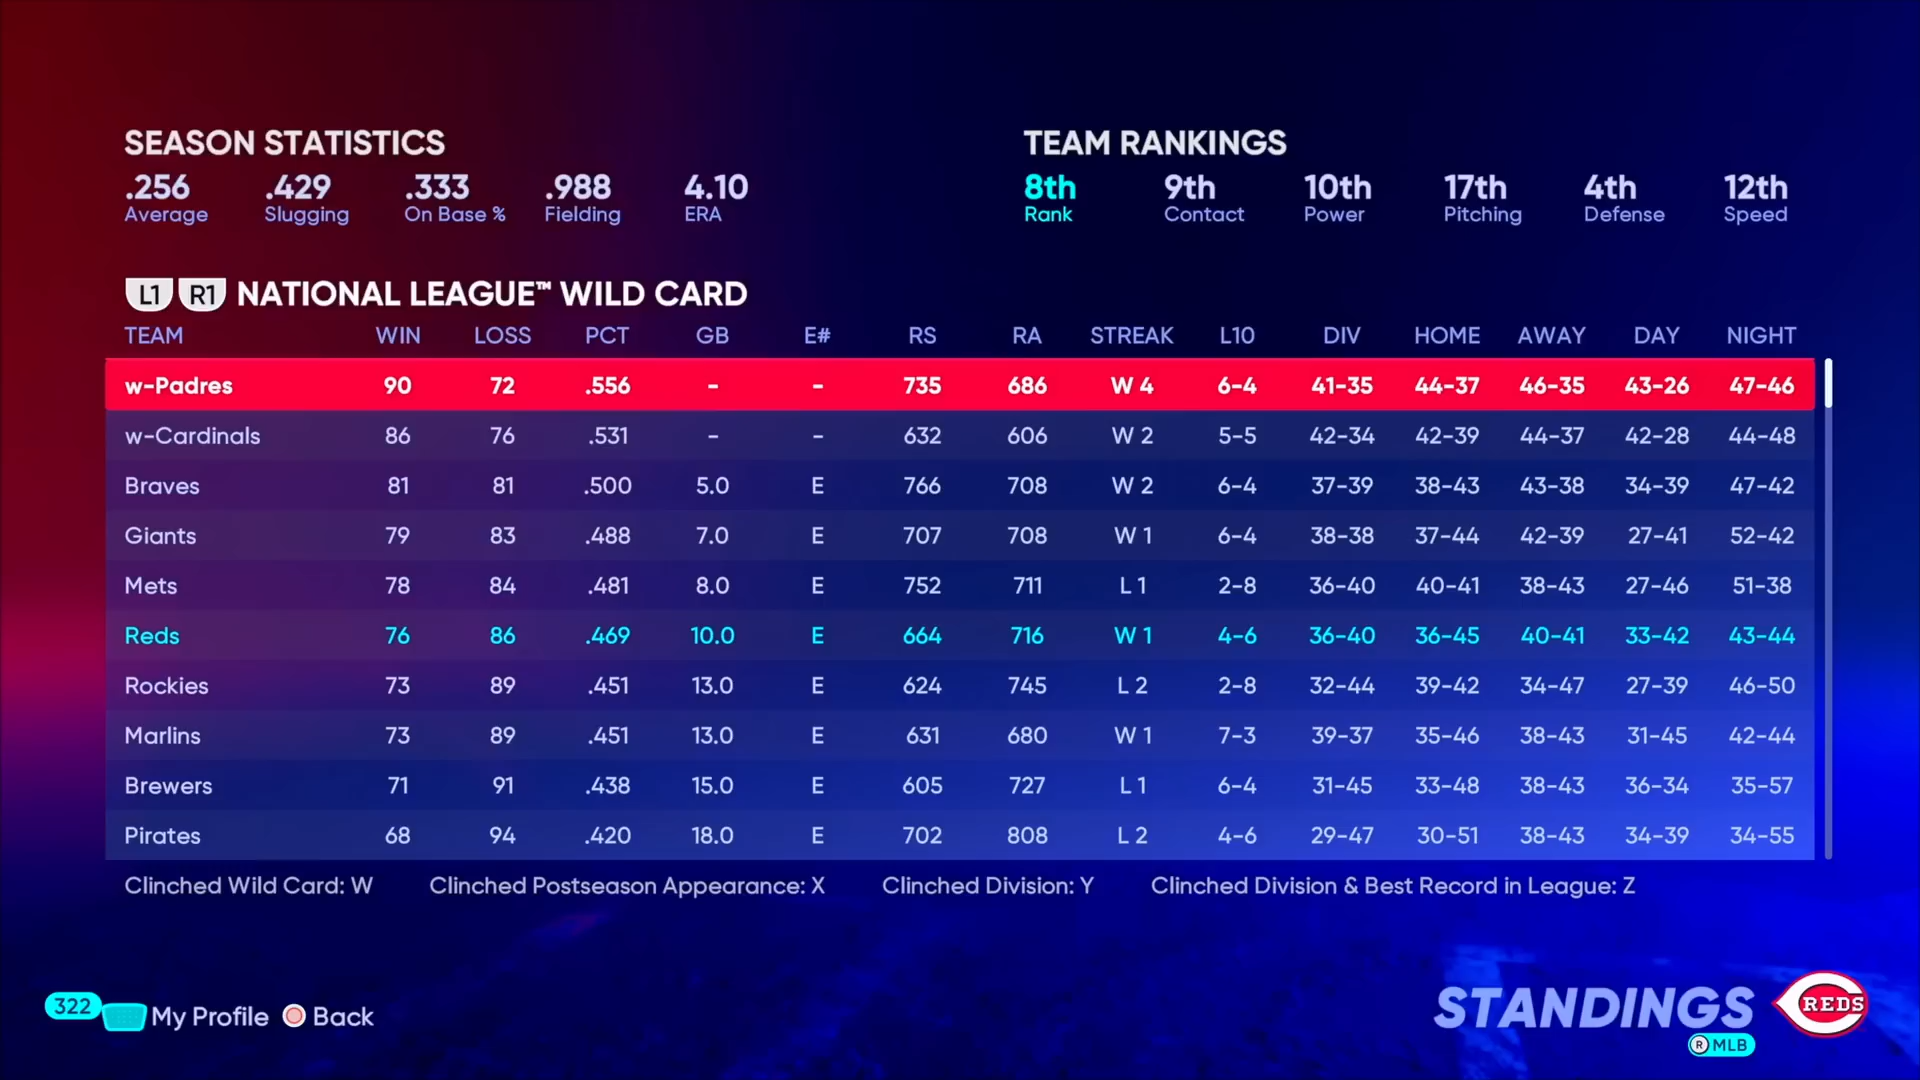 SEASON STATISTICS
.256 .429 .333 .988 4.10
Average Slugging On Base % Fielding ERA
TEAM RANKINGS
8th 9th 10th 17th 4th 12th
Rank Contact Power Pitching Defense Speed
L1 R1 NATIONAL LEAGUE™ WILD CARD
TEAM WIN LOSS PCT GB E# RS RA STREAK L10 DIV HOME AWAY DAY NIGHT
w-Padres 90 72 .556 - - 735 686 W 4 6-4 41-35 44-37 46-35 43-26 47-46
w-Cardinals 86 76 .531 - - 632 606 W 2 5-5 42-34 42-39 44-37 42-28 44-48
Braves 81 81 .500 5.0 E 766 708 W 2 6-4 37-39 38-43 43-38 34-39 47-42
Giants 79 83 .488 7.0 E 707 708 W 1 6-4 38-38 37-44 42-39 27-41 52-42
Mets 78 84 .481 8.0 E 752 711 L 1 2-8 36-40 40-41 38-43 27-46 51-38
Reds 76 86 .469 10.0 E 664 716 W 1 4-6 36-40 36-45 40-41 33-42 43-44
Rockies 73 89 .451 13.0 E 624 745 L 2 2-8 32-44 39-42 34-47 27-39 46-50
Marlins 73 89 .451 13.0 E 631 680 W 1 7-3 39-37 35-46 38-43 31-45 42-44
Brewers 71 91 .438 15.0 E 605 727 L 1 6-4 31-45 33-48 38-43 36-34 35-57
Pirates 68 94 .420 18.0 E 702 808 L 2 4-6 29-47 30-51 38-43 34-39 34-55
Clinched Wild Card: W Clinched Postseason Appearance: X Clinched Division: Y Clinched Division & Best Record in League: Z
322 My Profile Back
STANDINGS REDS
R MLB